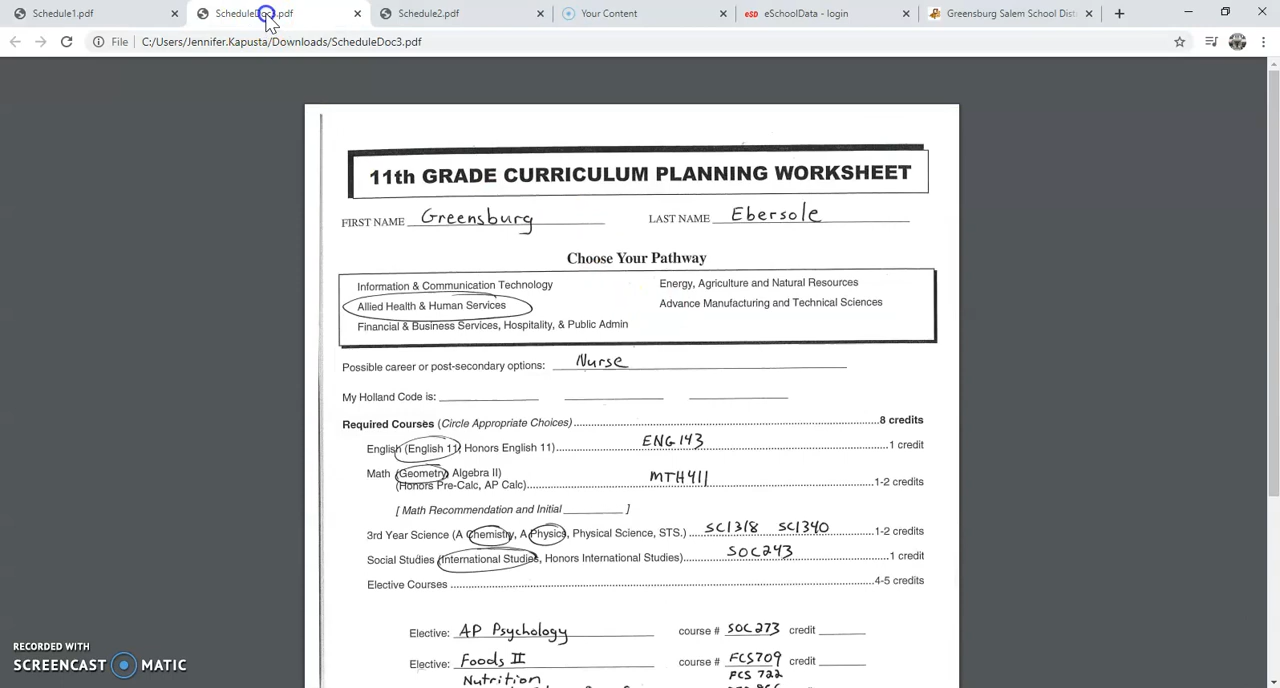 Schedule1.pdf
ScheduleDoc3.pdf
Schedule2.pdf
Your Content
esD eSchoolData - login
Greensburg Salem School Dist
File C:/Users/Jennifer.Kapusta/Downloads/ScheduleDoc3.pdf
11th GRADE CURRICULUM PLANNING WORKSHEET
FIRST NAME Greensburg LAST NAME Ebersole
Choose Your Pathway
Information & Communication Technology Energy, Agriculture and Natural Resources
Allied Health & Human Services Advance Manufacturing and Technical Sciences
Financial & Business Services, Hospitality, & Public Admin
Possible career or post-secondary options: Nurse
My Holland Code is:
Required Courses (Circle Appropriate Choices) 8 credits
English (English 11, Honors English 11) ENG143 1 credit
Math (Geometry, Algebra II)
(Honors Pre-Calc, AP Calc) MTH411 1-2 credits
[ Math Recommendation and Initial ________ ]
3rd Year Science (A Chemistry, A Physics, Physical Science, STS.) SC1318 SC1340 1-2 credits
Social Studies (International Studies, Honors International Studies) SOC243 1 credit
Elective Courses 4-5 credits
Elective: AP Psychology course # SOC273 credit
Elective: Foods II course # FCS709 credit
Nutrition FCS 722
RECORDED WITH
SCREENCAST MATIC